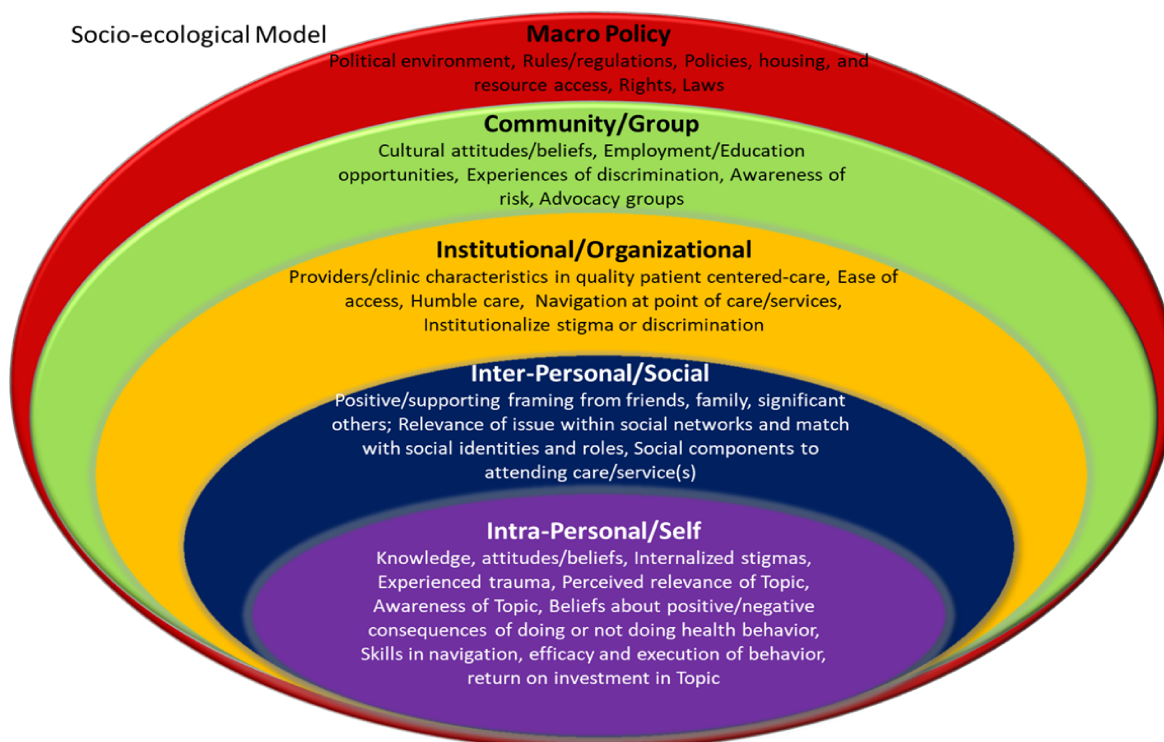 Socio-ecological Model
Macro Policy
Political environment, Rules/regulations, Policies, housing, and
resource access, Rights, Laws
Community/Group
Cultural attitudes/beliefs, Employment/Education
opportunities, Experiences of discrimination, Awareness of
risk, Advocacy groups
Institutional/Organizational
Providers/clinic characteristics in quality patient centered-care, Ease of
access, Humble care, Navigation at point of care/services,
Institutionalize stigma or discrimination
Inter-Personal/Social
Positive/supporting framing from friends, family, significant
others; Relevance of issue within social networks and match
with social identities and roles, Social components to
attending care/service(s)
Intra-Personal/Self
Knowledge, attitudes/beliefs, Internalized stigmas,
Experienced trauma, Perceived relevance of Topic,
Awareness of Topic, Beliefs about positive/negative
consequences of doing or not doing health behavior,
Skills in navigation, efficacy and execution of behavior,
return on investment in Topic